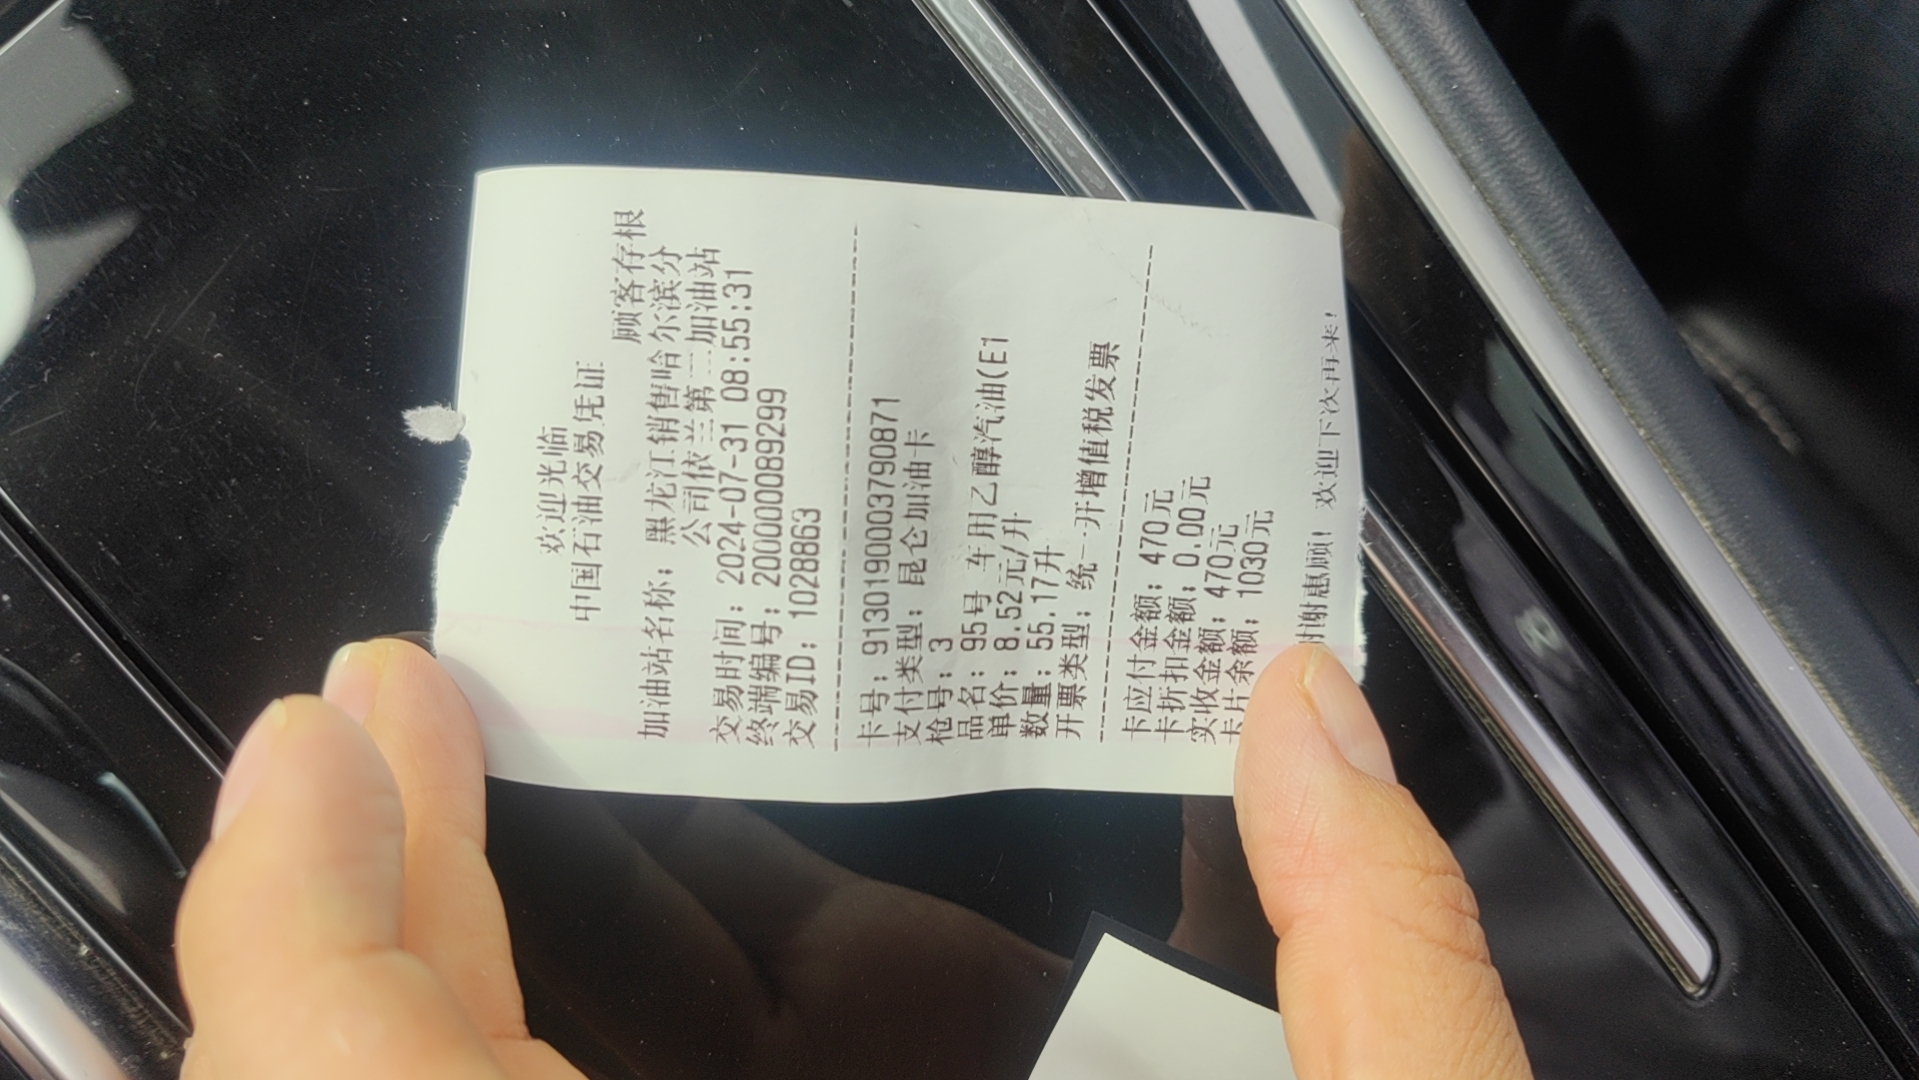 欢迎光临
中国石油交易凭证
顾客存根
加油站名称：黑龙江销售哈尔滨分
公司依兰第二加油站
交易时间：2024-07-31 08:55:31
终端编号：200000089299
交易ID：1028863
卡号：9130190003790871
支付类型：昆仑加油卡
枪号：3
品名：95号 车用乙醇汽油(E1
单价：8.52元/升
数量：55.17升
开票类型：统一开增值税发票
卡应付金额：470元
卡折扣金额：0.00元
实收金额：470元
卡片余额：1030元
谢惠顾！ 欢迎下次再来！